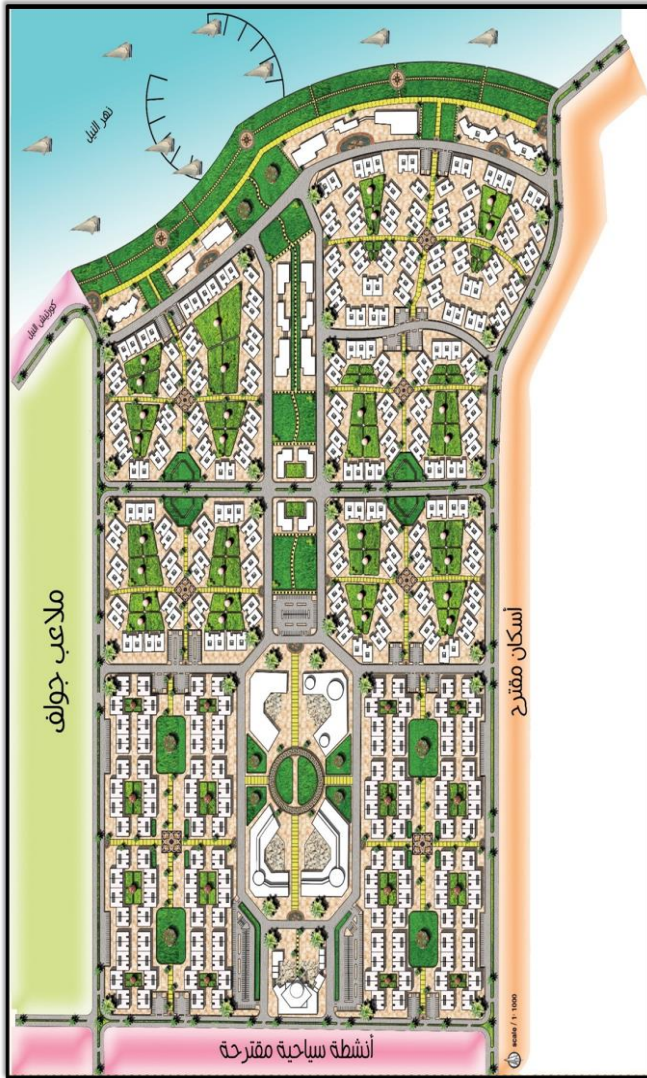 نهر النيل
كورنيش النيل
ملاعب جولف
أسكان مقترح
أنشطة سياحية مقترحة
scale / 1: 1000